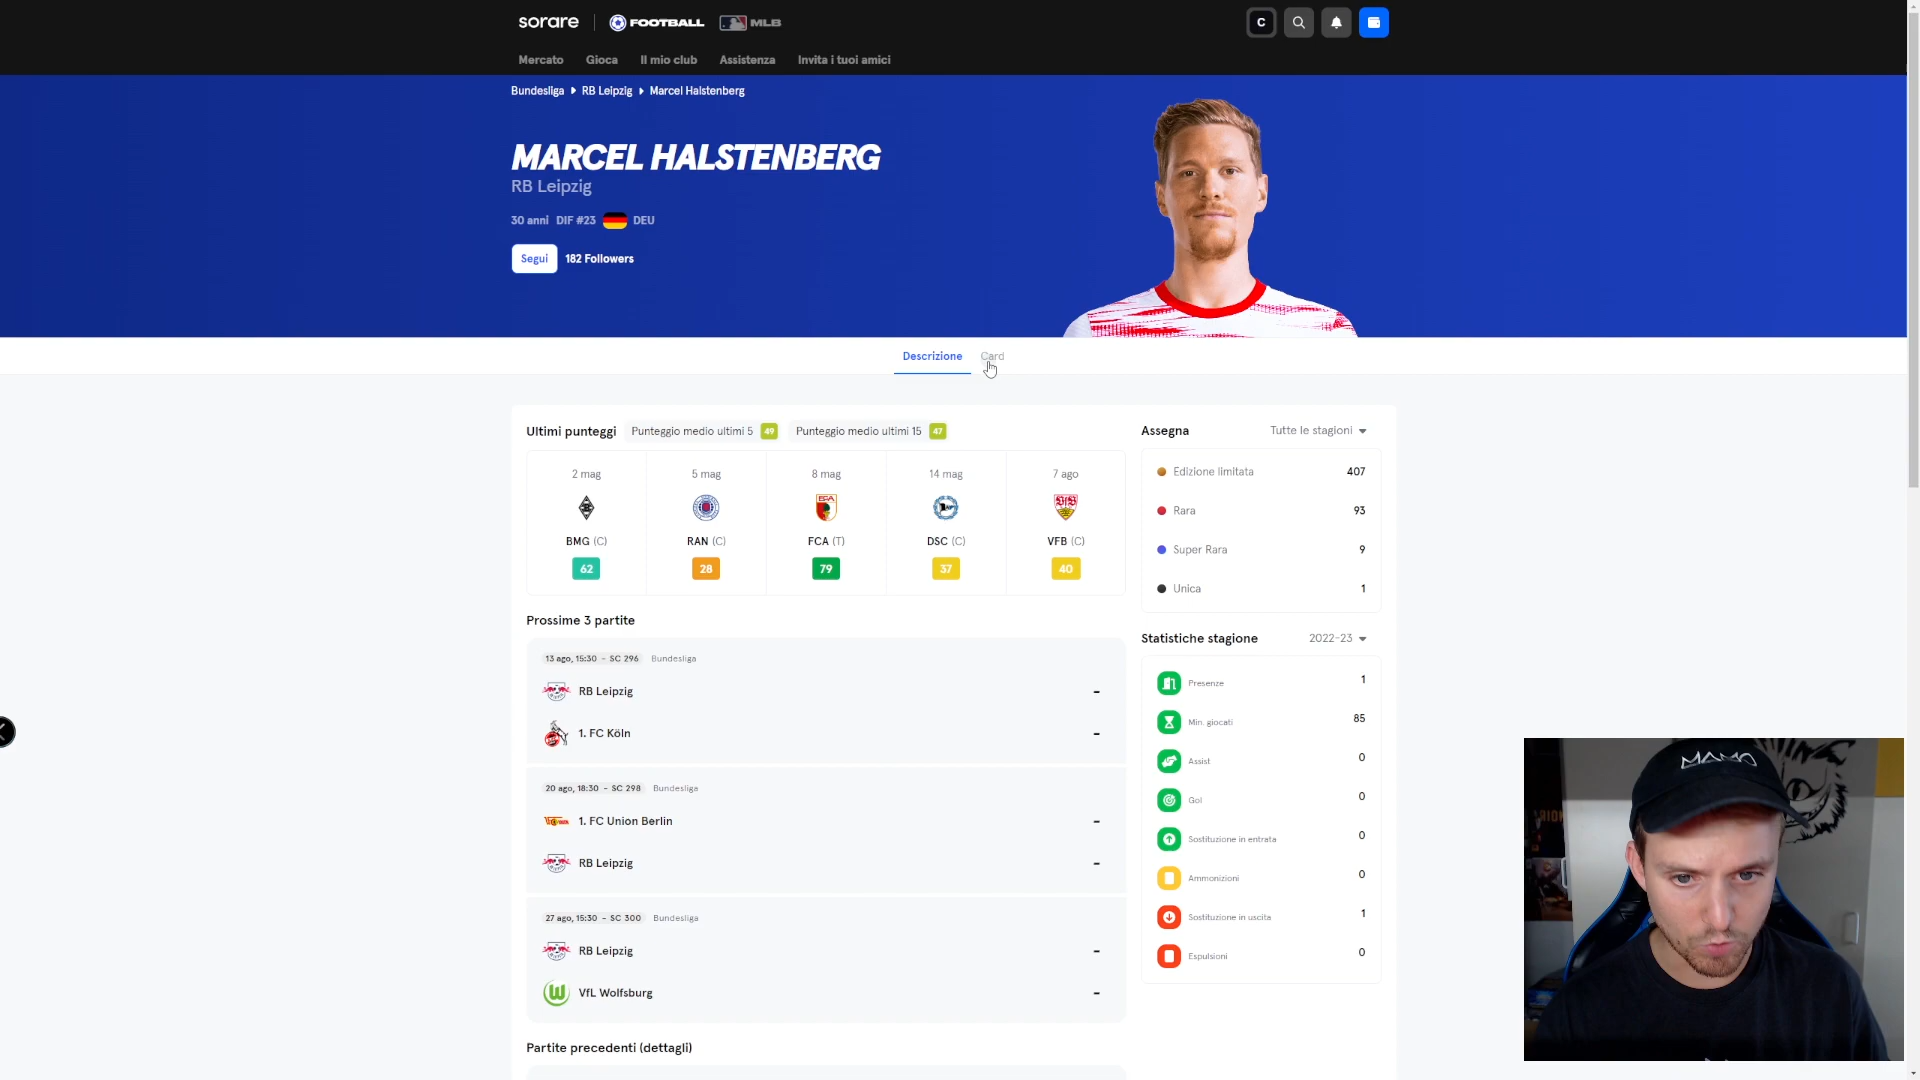 sorare FOOTBALL MLB C
Mercato Gioca Il mio club Assistenza Invita i tuoi amici
Bundesliga RB Leipzig Marcel Halstenberg
MARCEL HALSTENBERG
RB Leipzig
30 anni DIF #23 DEU
Segui 182 Followers
Descrizione Card
Ultimi punteggi Punteggio medio ultimi 5 49 Punteggio medio ultimi 15 47
2 mag 5 mag 8 mag 14 mag 7 ago
BMG (C) RAN (C) FCA (T) DSC (C) VFB (C)
62 28 79 37 40
Assegna Tutte le stagioni
Edizione limitata 407
Rara 93
Super Rara 9
Unica 1
Prossime 3 partite
13 ago, 15:30 - SC 296 Bundesliga
RB Leipzig -
1. FC Köln -
20 ago, 18:30 - SC 298 Bundesliga
1. FC Union Berlin -
RB Leipzig -
27 ago, 15:30 - SC 300 Bundesliga
RB Leipzig -
VfL Wolfsburg -
Partite precedenti (dettagli)
Statistiche stagione 2022-23
Presenze 1
Min. giocati 85
Assist 0
Gol 0
Sostituzione in entrata 0
Ammonizioni 0
Sostituzione in uscita 1
Espulsioni 0
MAMO